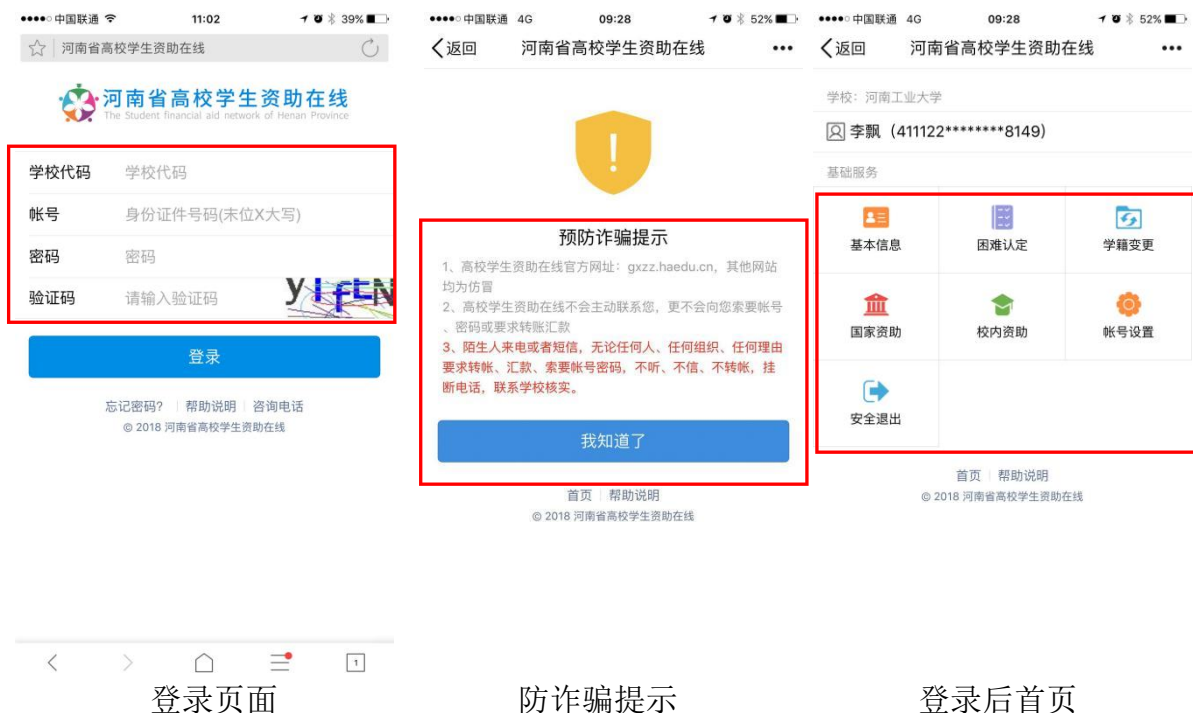 ●●●●○ 中国联通 11:02 39%
河南省高校学生资助在线
河南省高校学生资助在线
The Student financial aid network of Henan Province
学校代码 学校代码
帐号 身份证件号码(末位X大写)
密码 密码
验证码 请输入验证码
登录
忘记密码? 帮助说明 咨询电话
© 2018 河南省高校学生资助在线
1
登录页面
●●●●○ 中国联通 4G 09:28 52%
返回 河南省高校学生资助在线 •••
!
预防诈骗提示
1、高校学生资助在线官方网址：gxzz.haedu.cn，其他网站
均为仿冒
2、高校学生资助在线不会主动联系您，更不会向您索要帐号
、密码或要求转账汇款
3、陌生人来电或者短信，无论任何人、任何组织、任何理由
要求转帐、汇款、索要帐号密码，不听、不信、不转帐，挂
断电话，联系学校核实。
我知道了
首页 帮助说明
© 2018 河南省高校学生资助在线
防诈骗提示
●●●●○ 中国联通 4G 09:28 52%
返回 河南省高校学生资助在线 •••
学校：河南工业大学
李飘（411122********8149）
基础服务
基本信息 困难认定 学籍变更
国家资助 校内资助 帐号设置
安全退出
首页 帮助说明
© 2018 河南省高校学生资助在线
登录后首页